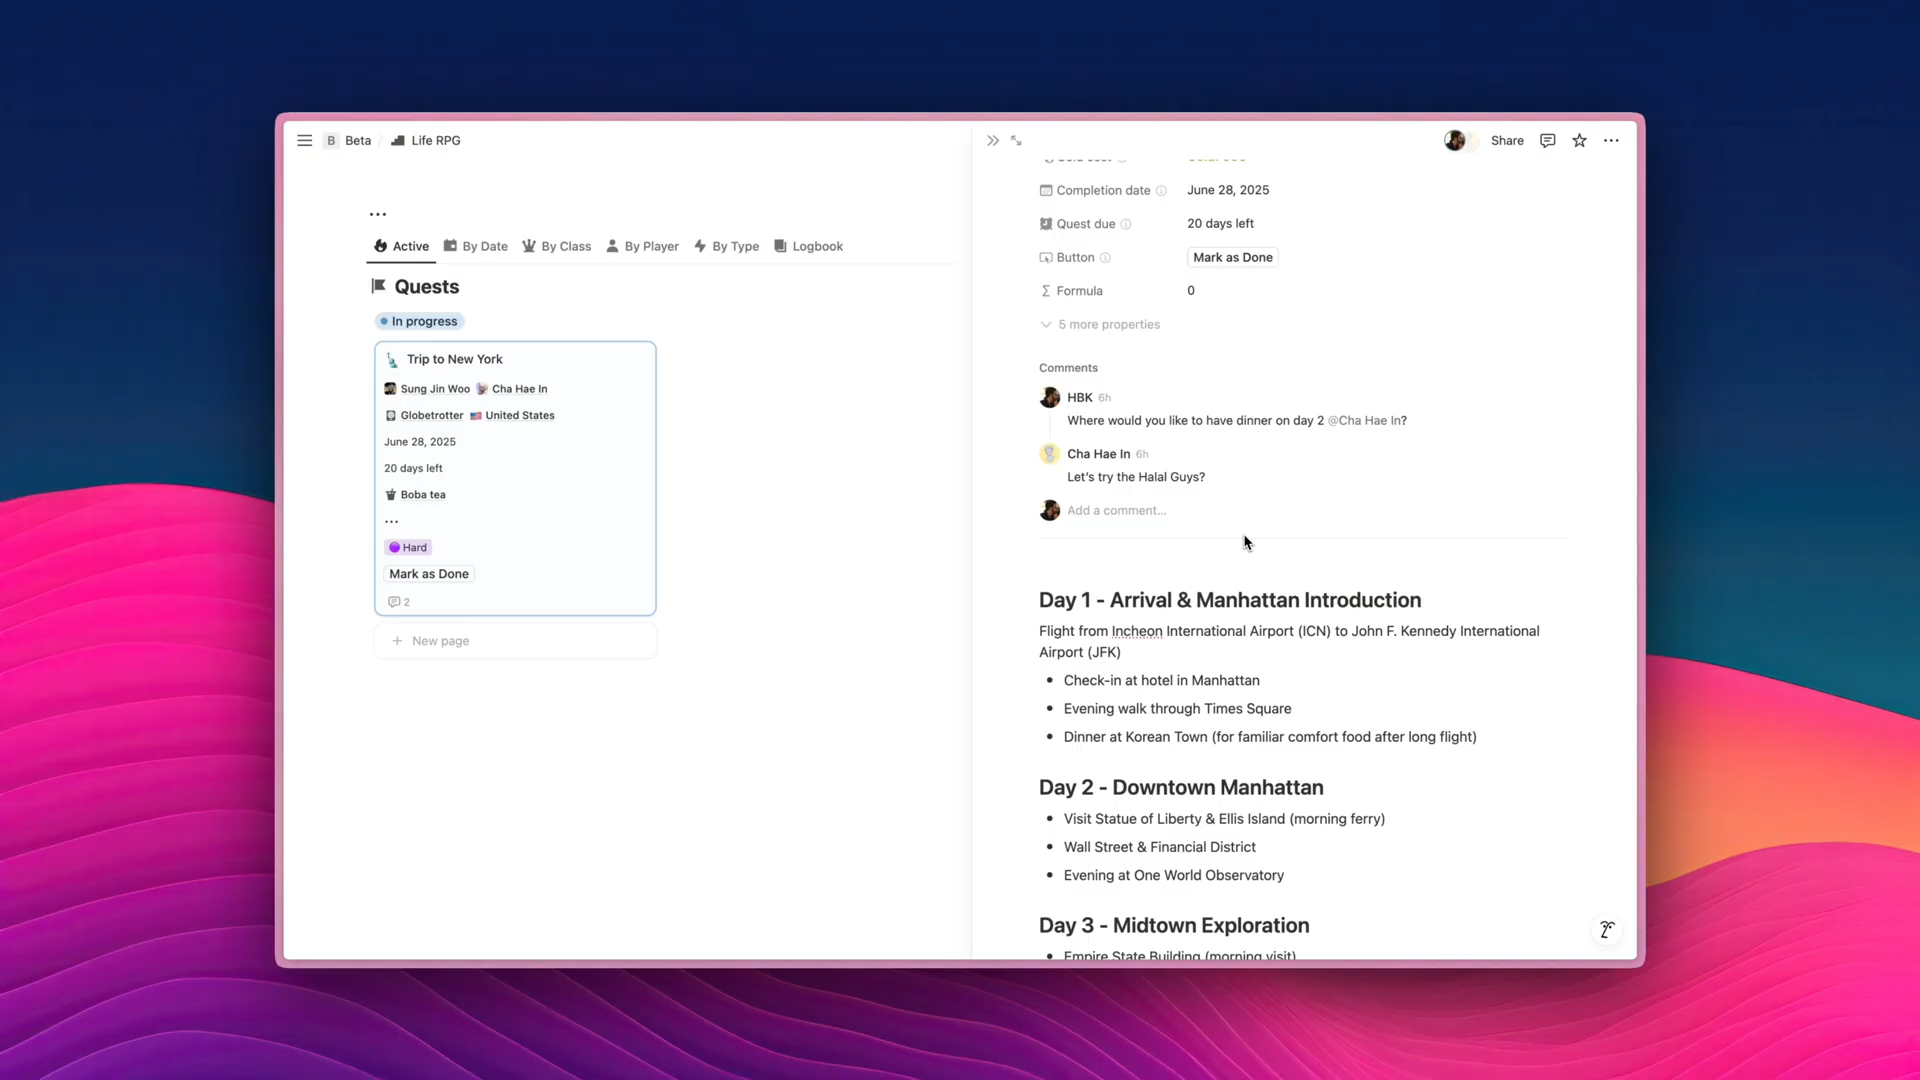 B Beta / Life RPG
Share
...
Active By Date By Class By Player By Type Logbook
Quests
In progress
Trip to New York
Sung Jin Woo Cha Hae In
Globetrotter United States
June 28, 2025
20 days left
Boba tea
...
Hard
Mark as Done
2
+ New page
Completion date June 28, 2025
Quest due 20 days left
Button Mark as Done
Formula 0
5 more properties
Comments
HBK 6h
Where would you like to have dinner on day 2 @Cha Hae In?
Cha Hae In 6h
Let's try the Halal Guys?
Add a comment...
Day 1 - Arrival & Manhattan Introduction
Flight from Incheon International Airport (ICN) to John F. Kennedy International
Airport (JFK)
• Check-in at hotel in Manhattan
• Evening walk through Times Square
• Dinner at Korean Town (for familiar comfort food after long flight)
Day 2 - Downtown Manhattan
• Visit Statue of Liberty & Ellis Island (morning ferry)
• Wall Street & Financial District
• Evening at One World Observatory
Day 3 - Midtown Exploration
• Empire State Building (morning visit)